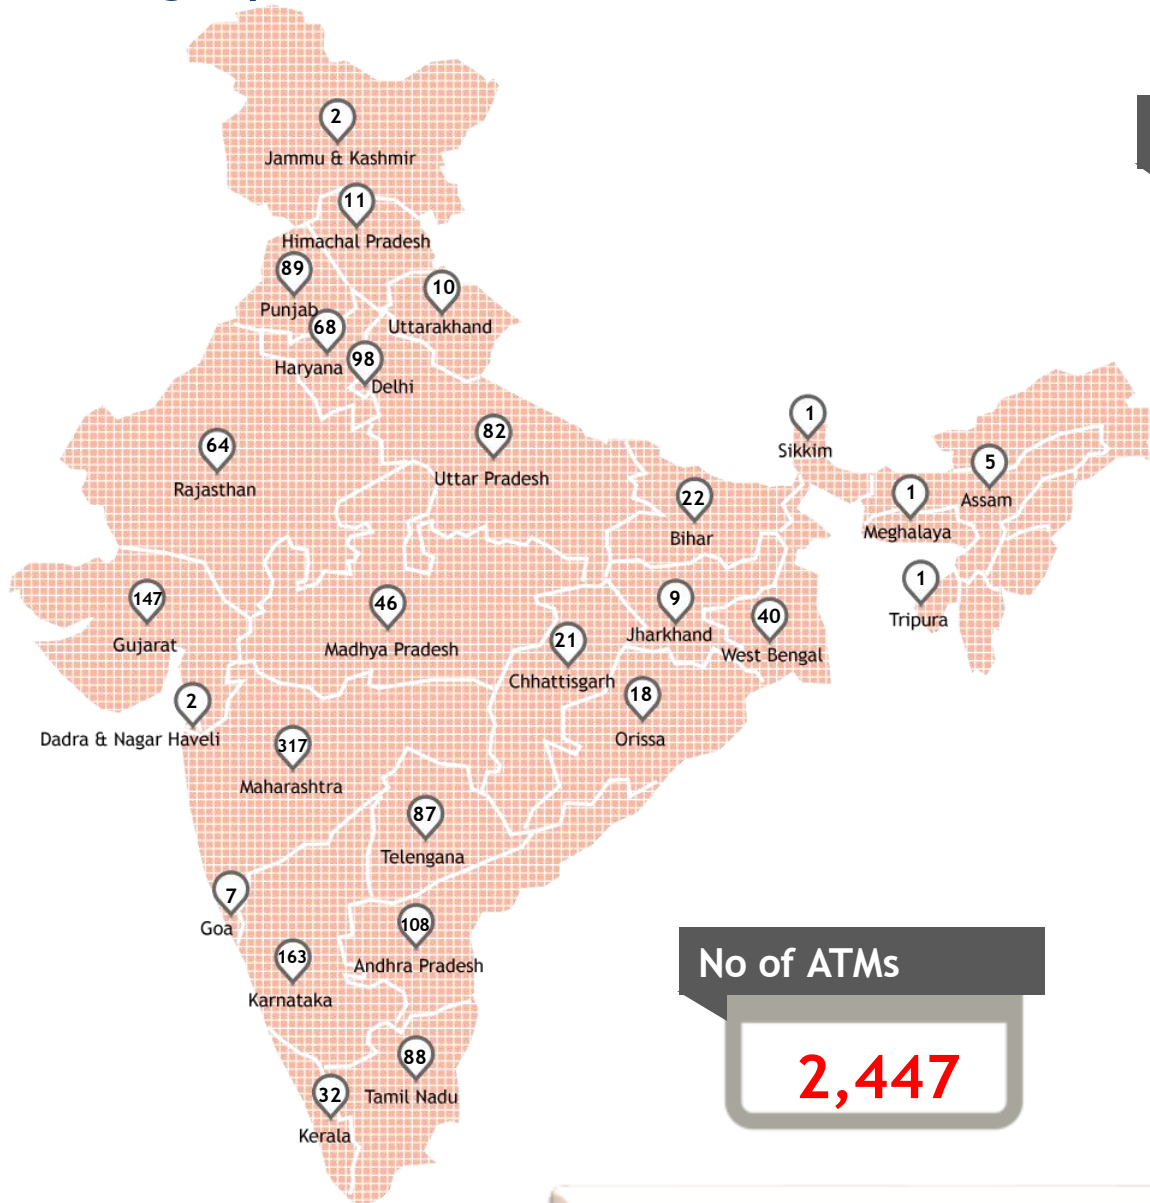 2
Jammu & Kashmir
11
Himachal Pradesh
89
Punjab
10
Uttarakhand
68
Haryana
98
Delhi
64
Rajasthan
82
Uttar Pradesh
1
Sikkim
5
Assam
22
Bihar
1
Meghalaya
147
Gujarat
46
Madhya Pradesh
9
Jharkhand
1
Tripura
21
Chhattisgarh
40
West Bengal
2
Dadra & Nagar Haveli
18
Orissa
317
Maharashtra
87
Telengana
7
Goa
108
Andhra Pradesh
163
Karnataka
88
Tamil Nadu
32
Kerala
No of ATMs
2,447